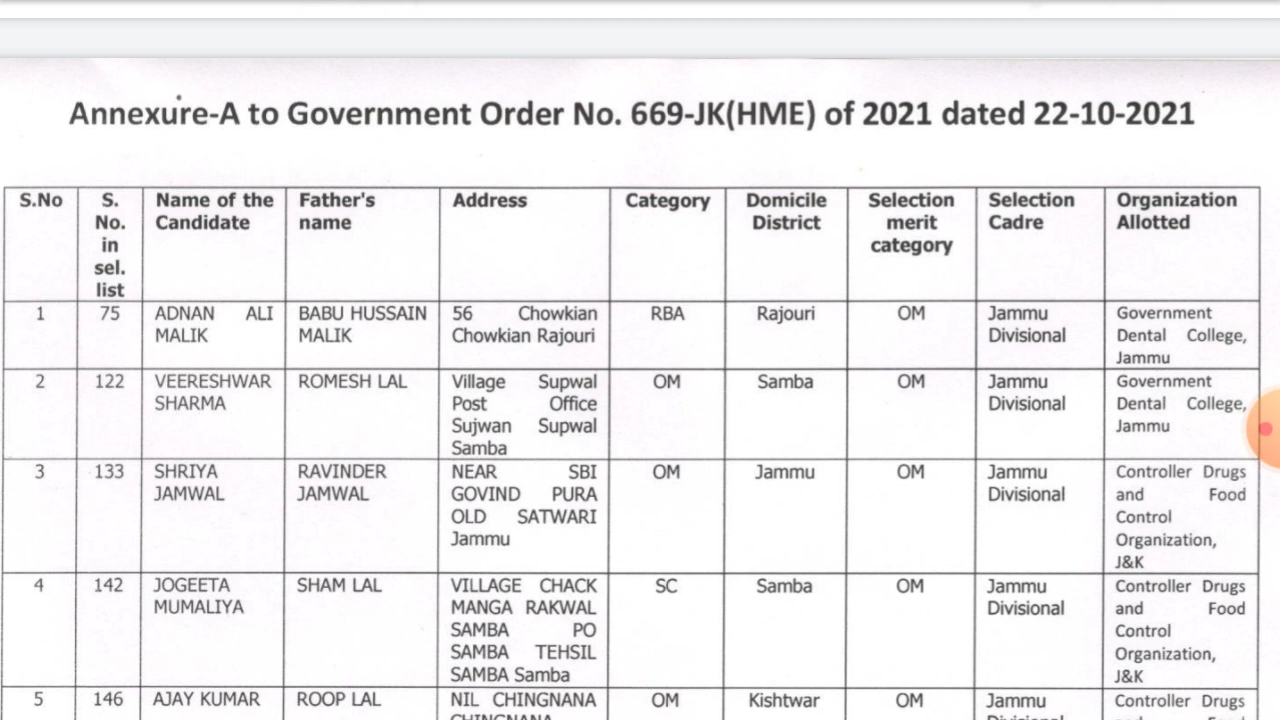 Annexure-A to Government Order No. 669-JK(HME) of 2021 dated 22-10-2021
S.No
S.
No.
in
sel.
list
Name of the
Candidate
Father's
name
Address
Category
Domicile
District
Selection
merit
category
Selection
Cadre
Organization
Allotted
1
75
ADNAN ALI
MALIK
BABU HUSSAIN
MALIK
56 Chowkian
Chowkian Rajouri
RBA
Rajouri
OM
Jammu
Divisional
Government
Dental College,
Jammu
2
122
VEERESHWAR
SHARMA
ROMESH LAL
Village Supwal
Post Office
Sujwan Supwal
Samba
OM
Samba
OM
Jammu
Divisional
Government
Dental College,
Jammu
3
133
SHRIYA
JAMWAL
RAVINDER
JAMWAL
NEAR SBI
GOVIND PURA
OLD SATWARI
Jammu
OM
Jammu
OM
Jammu
Divisional
Controller Drugs
and Food
Control
Organization,
J&K
4
142
JOGEETA
MUMALIYA
SHAM LAL
VILLAGE CHACK
MANGA RAKWAL
SAMBA PO
SAMBA TEHSIL
SAMBA Samba
SC
Samba
OM
Jammu
Divisional
Controller Drugs
and Food
Control
Organization,
J&K
5
146
AJAY KUMAR
ROOP LAL
NIL CHINGNANA
CHINGNANA
OM
Kishtwar
OM
Jammu
Divisional
Controller Drugs